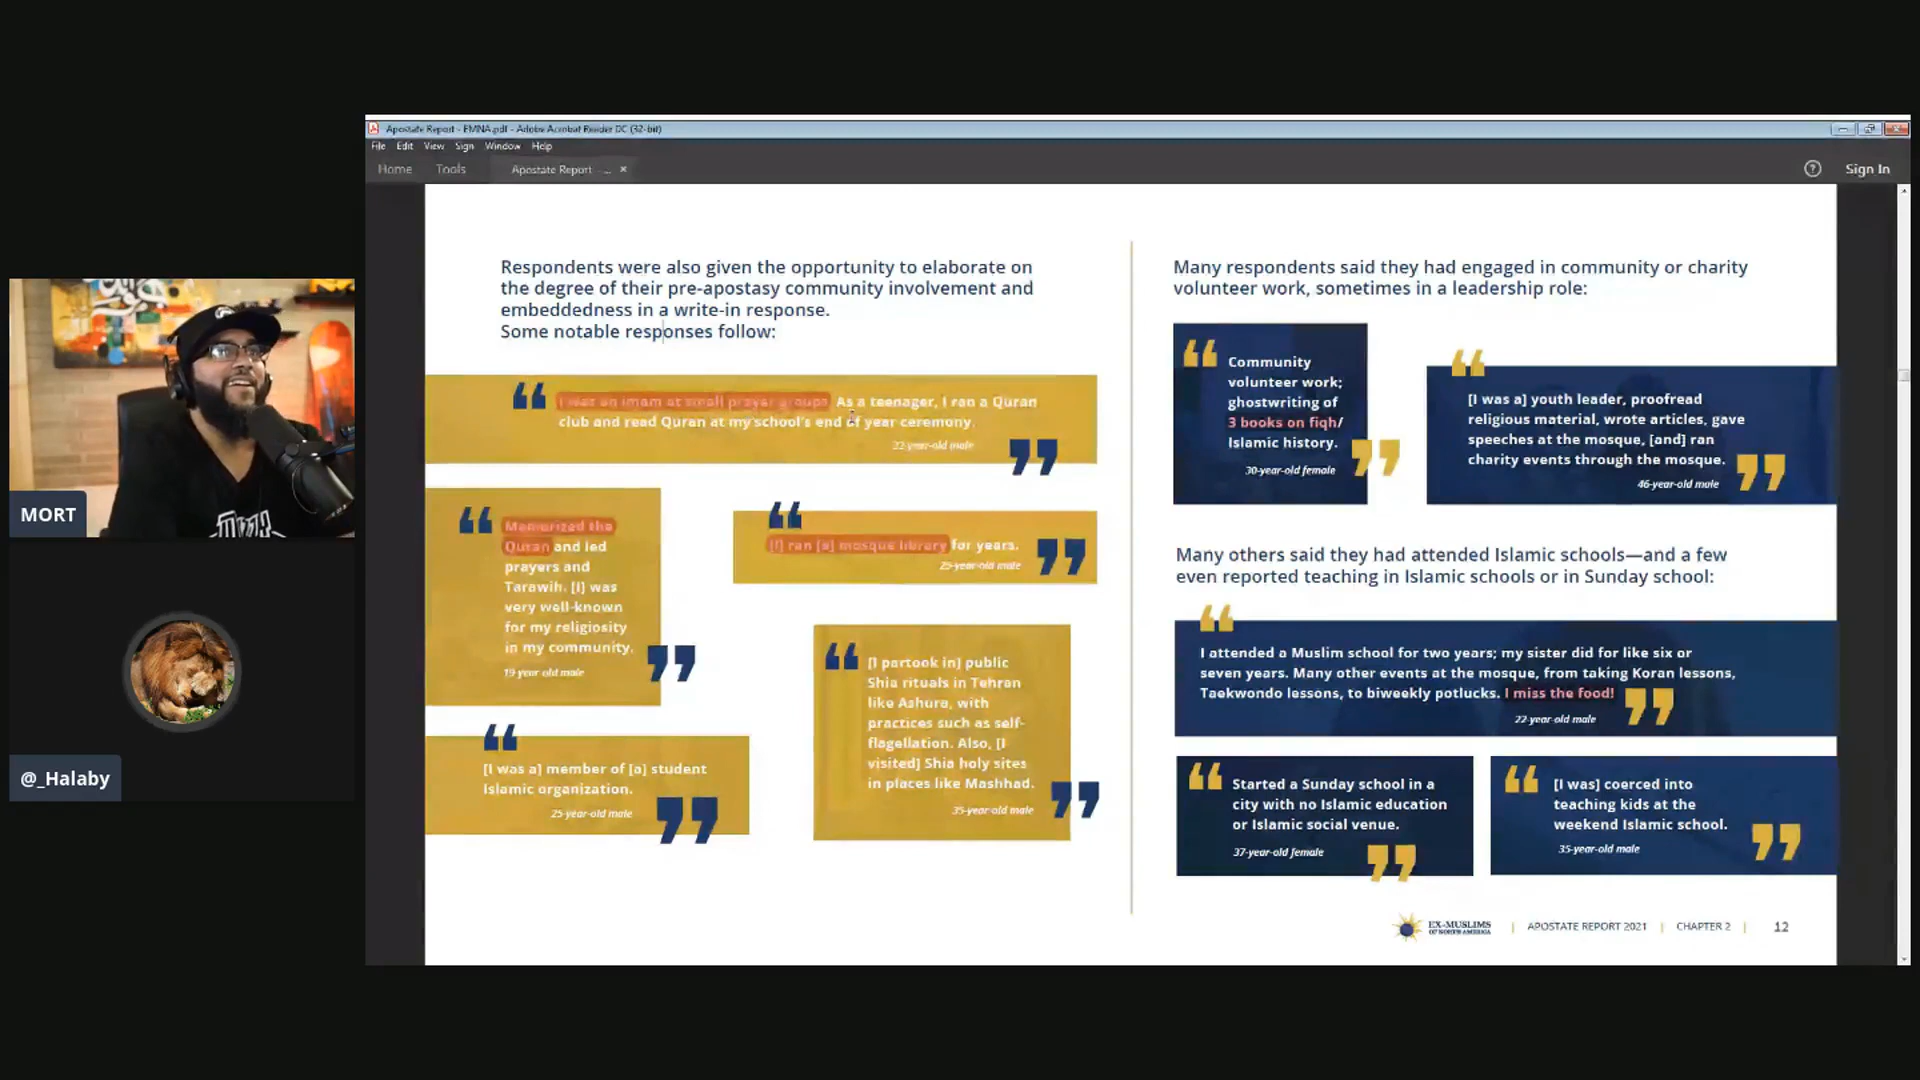 Apostate Report - EMNA.pdf - Adobe Acrobat Reader DC (32-bit)
File Edit View Sign Window Help
Home Tools Apostate Report - ... ×
? Sign In
Respondents were also given the opportunity to elaborate on
the degree of their pre-apostasy community involvement and
embeddedness in a write-in response.
Some notable responses follow:
“ I was an imam at small prayer groups. As a teenager, I ran a Quran
club and read Quran at my school's end of year ceremony.
22-year-old male ”
“ Memorized the
Quran and led
prayers and
Tarawih. [I] was
very well-known
for my religiosity
in my community.
19 year old male ”
“ [I] ran [a] mosque library for years.
25-year-old male ”
“ [I was a] member of [a] student
Islamic organization.
25-year-old male ”
“ [I partook in] public
Shia rituals in Tehran
like Ashura, with
practices such as self-
flagellation. Also, [I
visited] Shia holy sites
in places like Mashhad.
35-year-old male ”
Many respondents said they had engaged in community or charity
volunteer work, sometimes in a leadership role:
“ Community
volunteer work;
ghostwriting of
3 books on fiqh/
Islamic history.
30-year-old female ”
“ [I was a] youth leader, proofread
religious material, wrote articles, gave
speeches at the mosque, [and] ran
charity events through the mosque.
46-year-old male ”
Many others said they had attended Islamic schools—and a few
even reported teaching in Islamic schools or in Sunday school:
“ I attended a Muslim school for two years; my sister did for like six or
seven years. Many other events at the mosque, from taking Koran lessons,
Taekwondo lessons, to biweekly potlucks. I miss the food!
22-year-old male ”
“ Started a Sunday school in a
city with no Islamic education
or Islamic social venue.
37-year-old female ”
“ [I was] coerced into
teaching kids at the
weekend Islamic school.
35-year-old male ”
EX-MUSLIMS
OF NORTH AMERICA
| APOSTATE REPORT 2021 | CHAPTER 2 | 12
MORT
@_Halaby